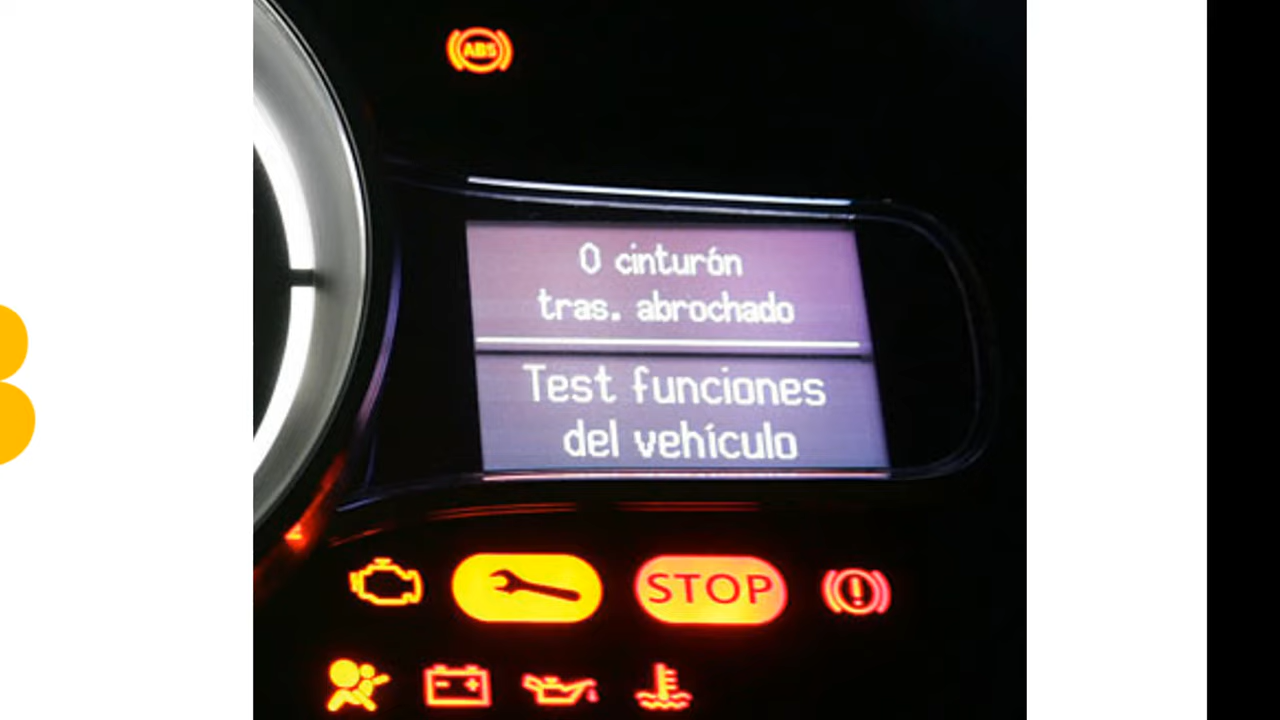 ABS
0 cinturón
tras. abrochado
Test funciones
del vehículo
STOP